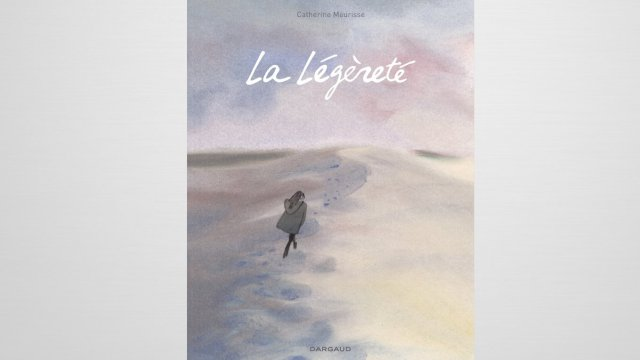 Catherine Meurisse
La Légèreté
DARGAUD